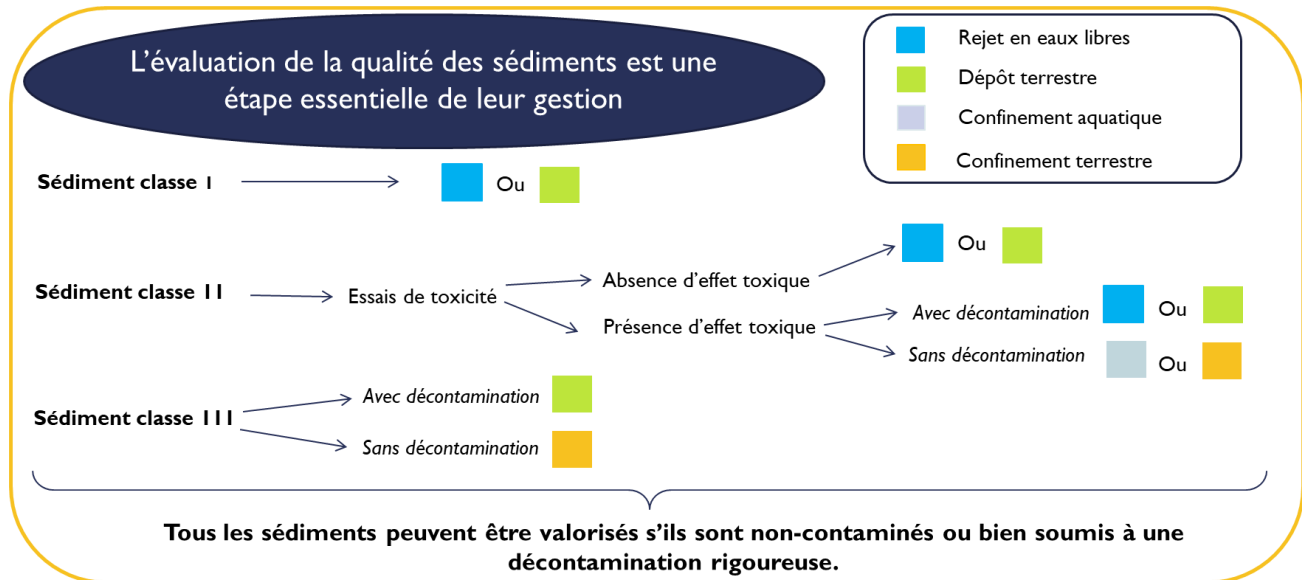 L'évaluation de la qualité des sédiments est une
étape essentielle de leur gestion
Rejet en eaux libres
Dépôt terrestre
Confinement aquatique
Confinement terrestre
Sédiment classe I
Ou
Sédiment classe II
Essais de toxicité
Absence d'effet toxique
Ou
Présence d'effet toxique
Avec décontamination
Ou
Sans décontamination
Ou
Sédiment classe III
Avec décontamination
Sans décontamination
Tous les sédiments peuvent être valorisés s'ils sont non-contaminés ou bien soumis à une
décontamination rigoureuse.